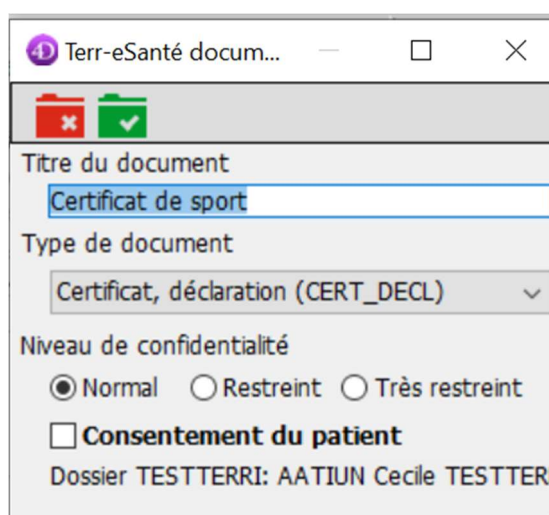 4D Terr-eSanté docum...
Titre du document
Certificat de sport
Type de document
Certificat, déclaration (CERT_DECL)
Niveau de confidentialité
Normal Restreint Très restreint
Consentement du patient
Dossier TESTTERRI: AATIUN Cecile TESTTER